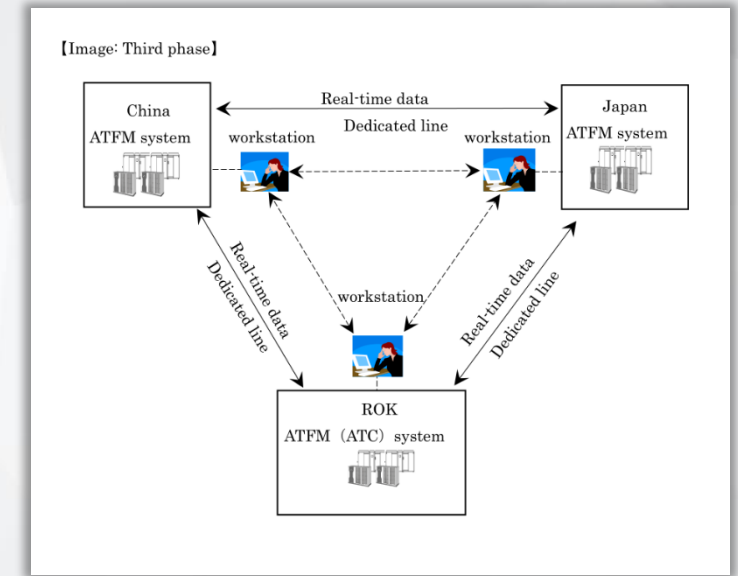 【Image: Third phase】
Real-time data
Dedicated line
China
ATFM system
Japan
ATFM system
workstation
workstation
Real-time data
Dedicated line
workstation
Real-time data
Dedicated line
ROK
ATFM（ATC）system